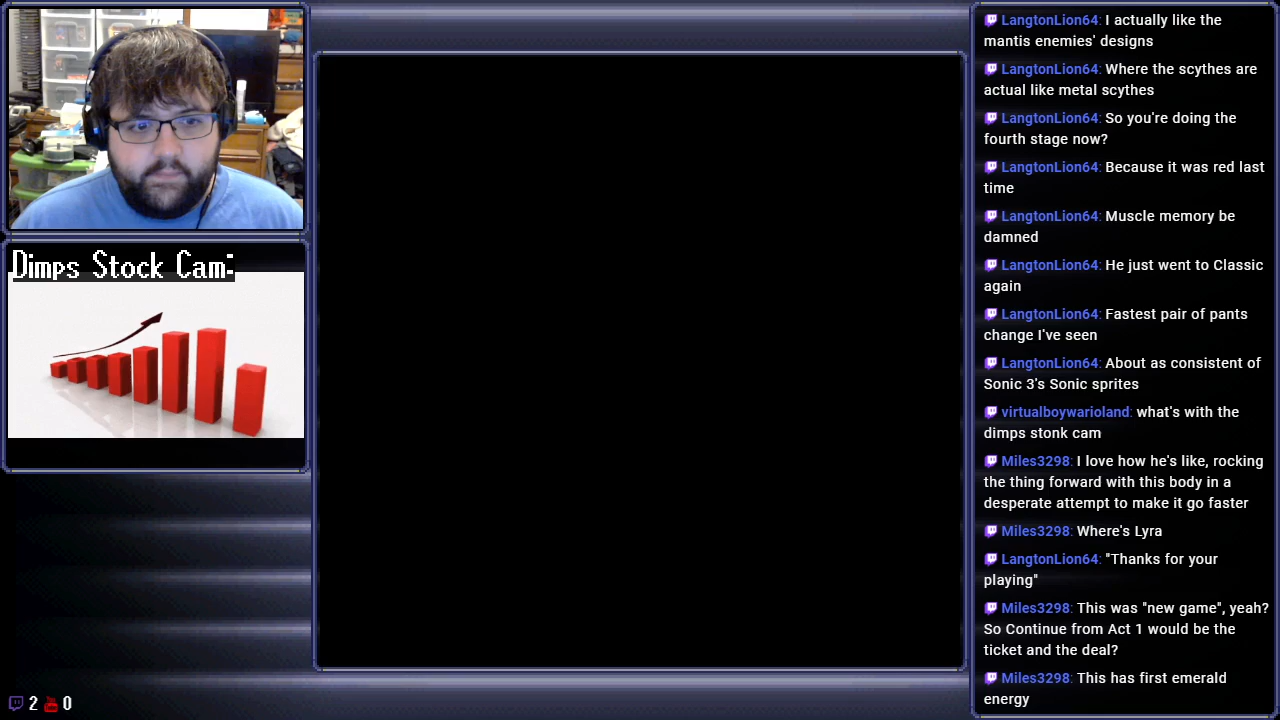 Dimps Stock Cam:
2 0
LangtonLion64: I actually like the
mantis enemies' designs
LangtonLion64: Where the scythes are
actual like metal scythes
LangtonLion64: So you're doing the
fourth stage now?
LangtonLion64: Because it was red last
time
LangtonLion64: Muscle memory be
damned
LangtonLion64: He just went to Classic
again
LangtonLion64: Fastest pair of pants
change I've seen
LangtonLion64: About as consistent of
Sonic 3's Sonic sprites
virtualboywarioland: what's with the
dimps stonk cam
Miles3298: I love how he's like, rocking
the thing forward with this body in a
desperate attempt to make it go faster
Miles3298: Where's Lyra
LangtonLion64: "Thanks for your
playing"
Miles3298: This was "new game", yeah?
So Continue from Act 1 would be the
ticket and the deal?
Miles3298: This has first emerald
energy